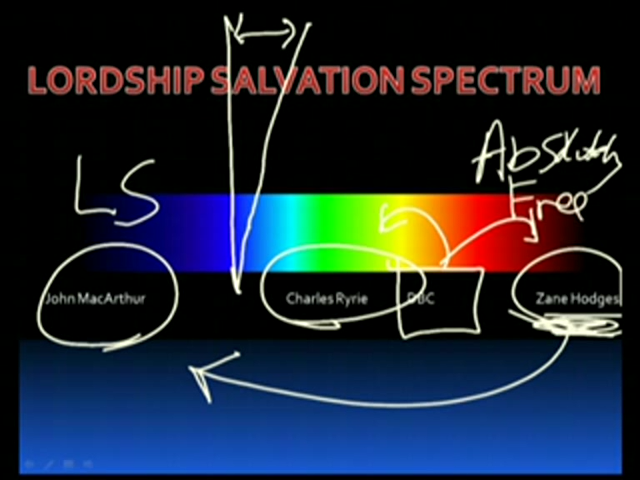 LORDSHIP SALVATION SPECTRUM
LS
Absolutely
Free
John MacArthur
Charles Ryrie
Zane Hodges